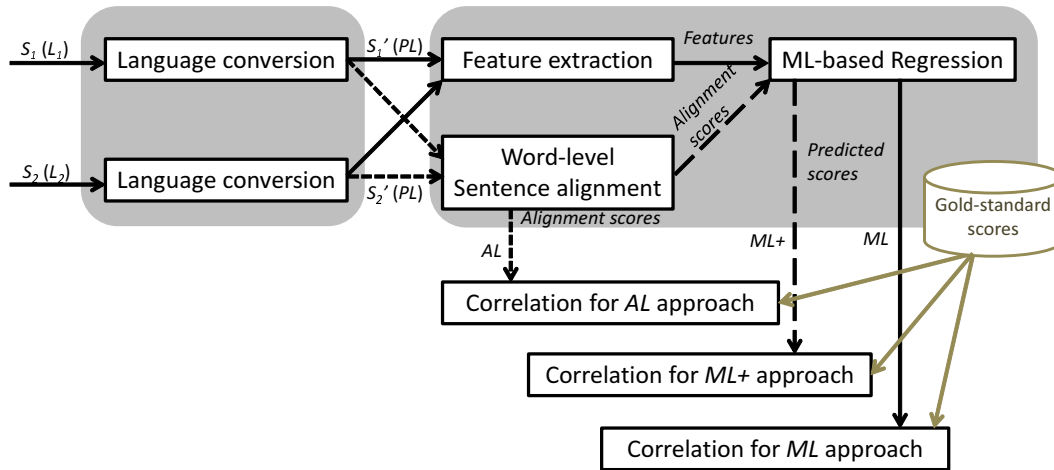 S1 (L1)
Language conversion
S1’ (PL)
Feature extraction
Features
ML-based Regression
Alignment
scores
S2 (L2)
Language conversion
S2’ (PL)
Word-level
Sentence alignment
Predicted
scores
Gold-standard
scores
Alignment scores
AL
ML+
ML
Correlation for AL approach
Correlation for ML+ approach
Correlation for ML approach